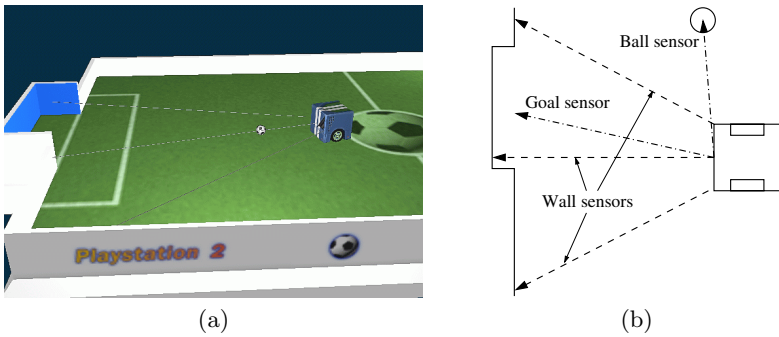 Playstation 2
Ball sensor
Goal sensor
Wall sensors
(a)
(b)